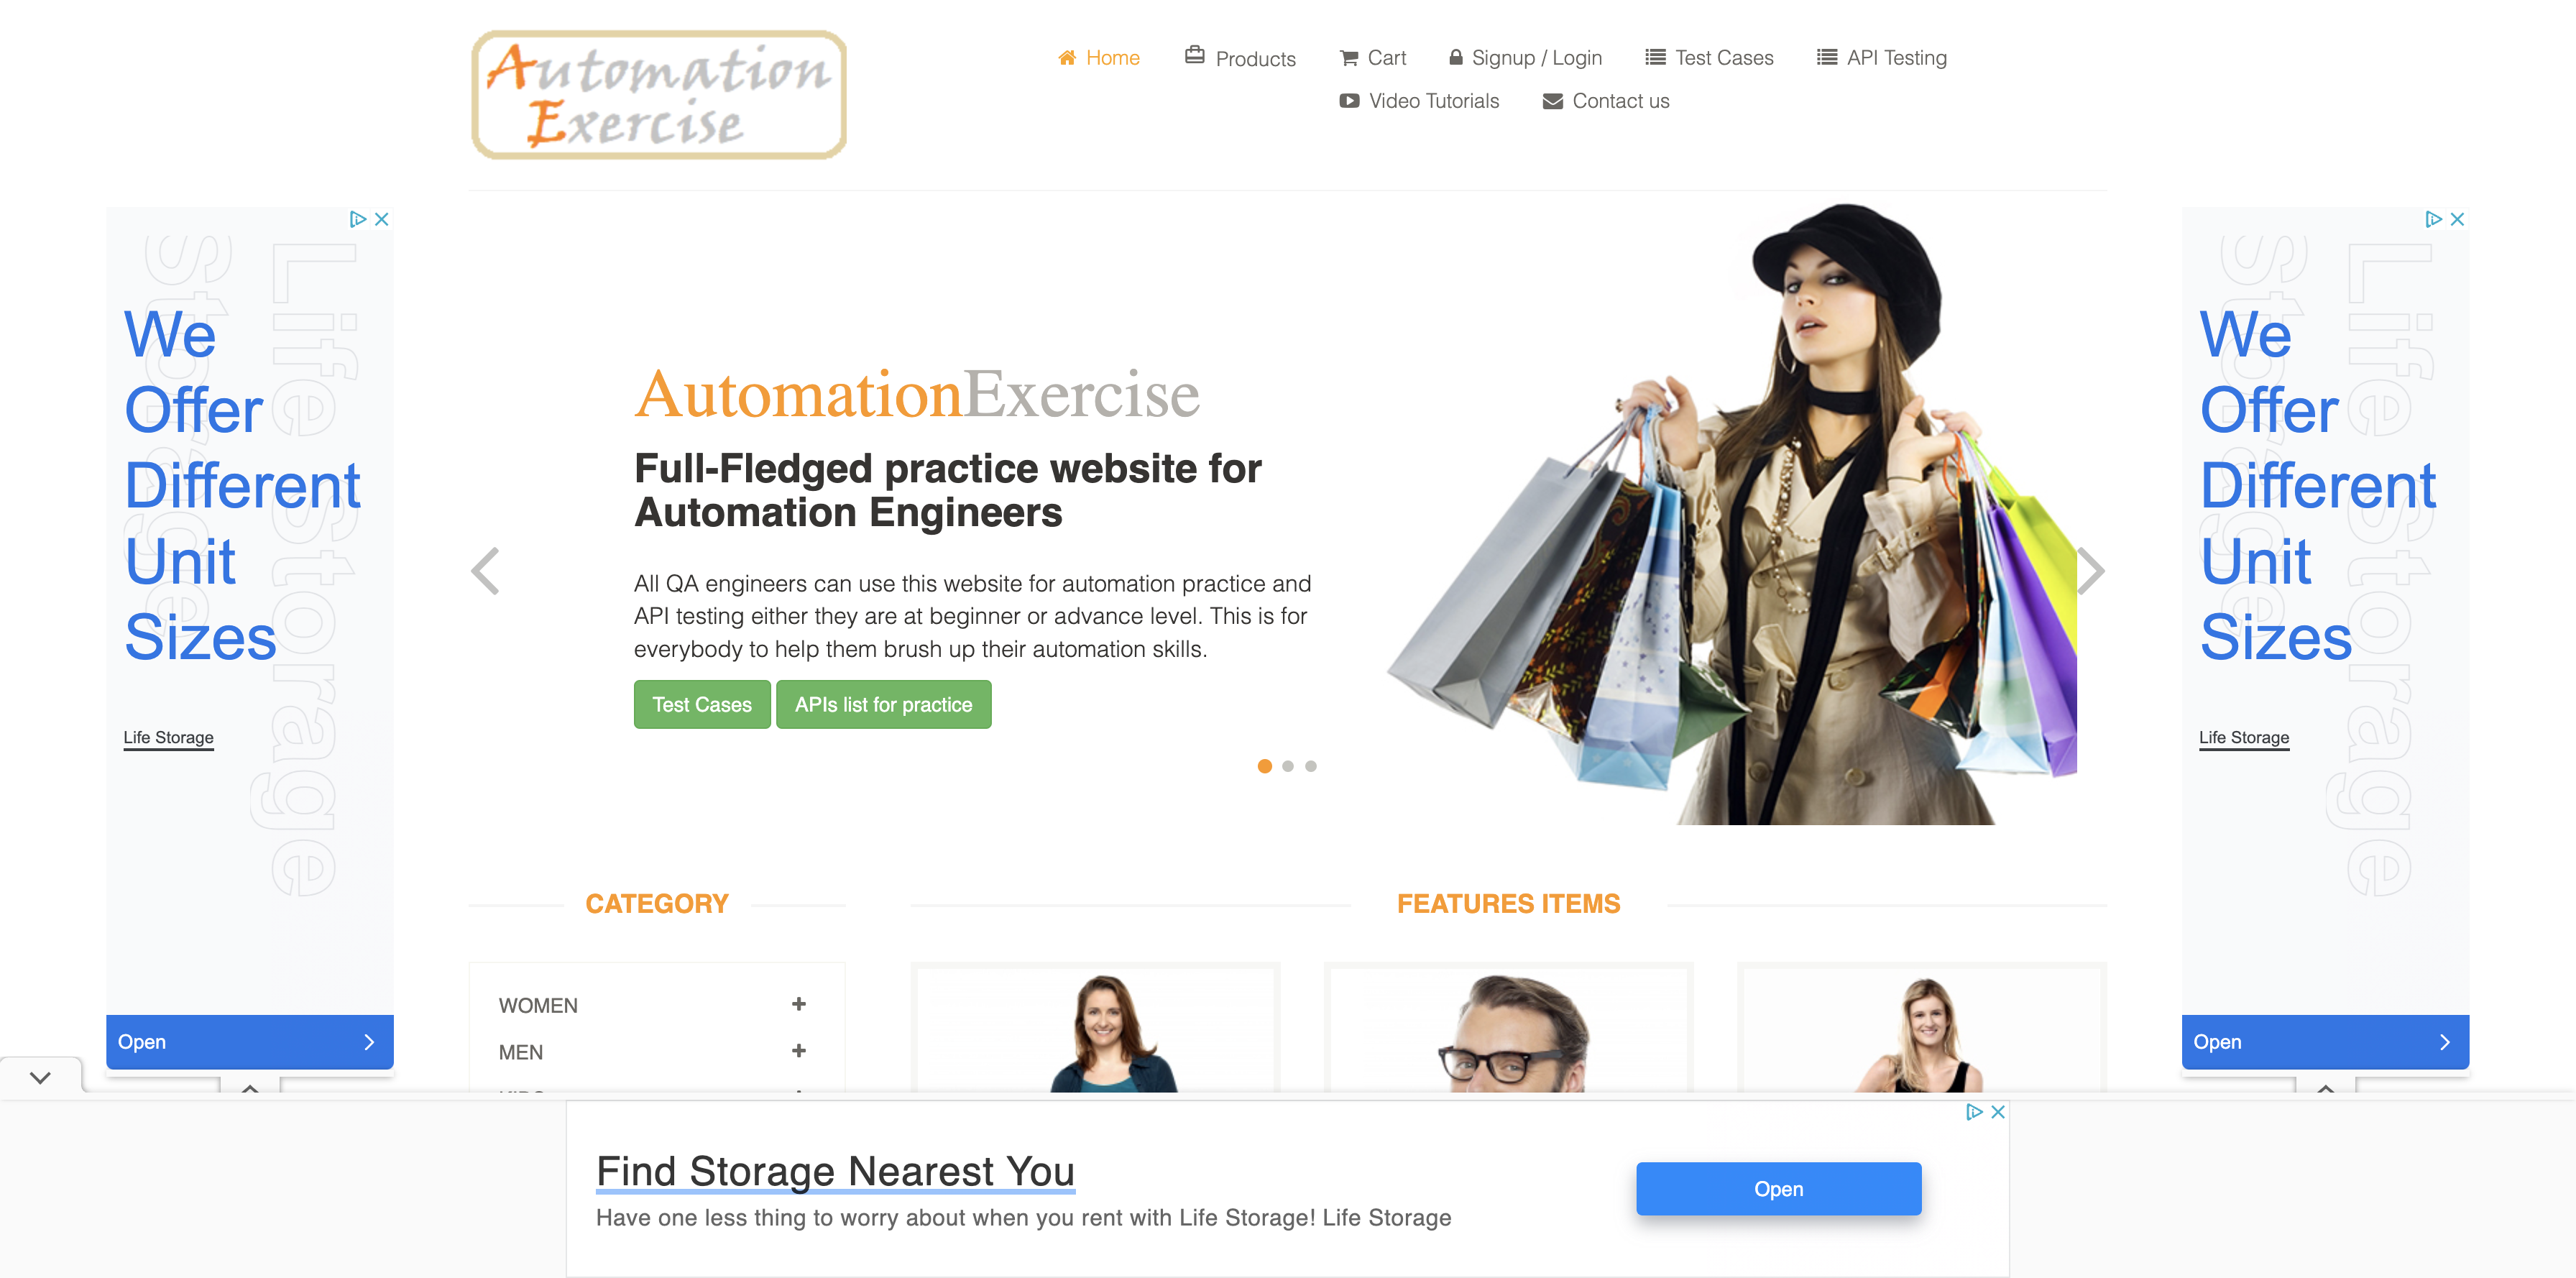 Automation
Exercise
Home
Products
Cart
Signup / Login
Test Cases
API Testing
Video Tutorials
Contact us
Life Storage
We
Offer
Different
Unit
Sizes
Life Storage
Open
AutomationExercise
Full-Fledged practice website for
Automation Engineers
All QA engineers can use this website for automation practice and
API testing either they are at beginner or advance level. This is for
everybody to help them brush up their automation skills.
Test Cases
APIs list for practice
Life Storage
We
Offer
Different
Unit
Sizes
Life Storage
Open
CATEGORY
WOMEN
MEN
FEATURES ITEMS
Find Storage Nearest You
Have one less thing to worry about when you rent with Life Storage! Life Storage
Open